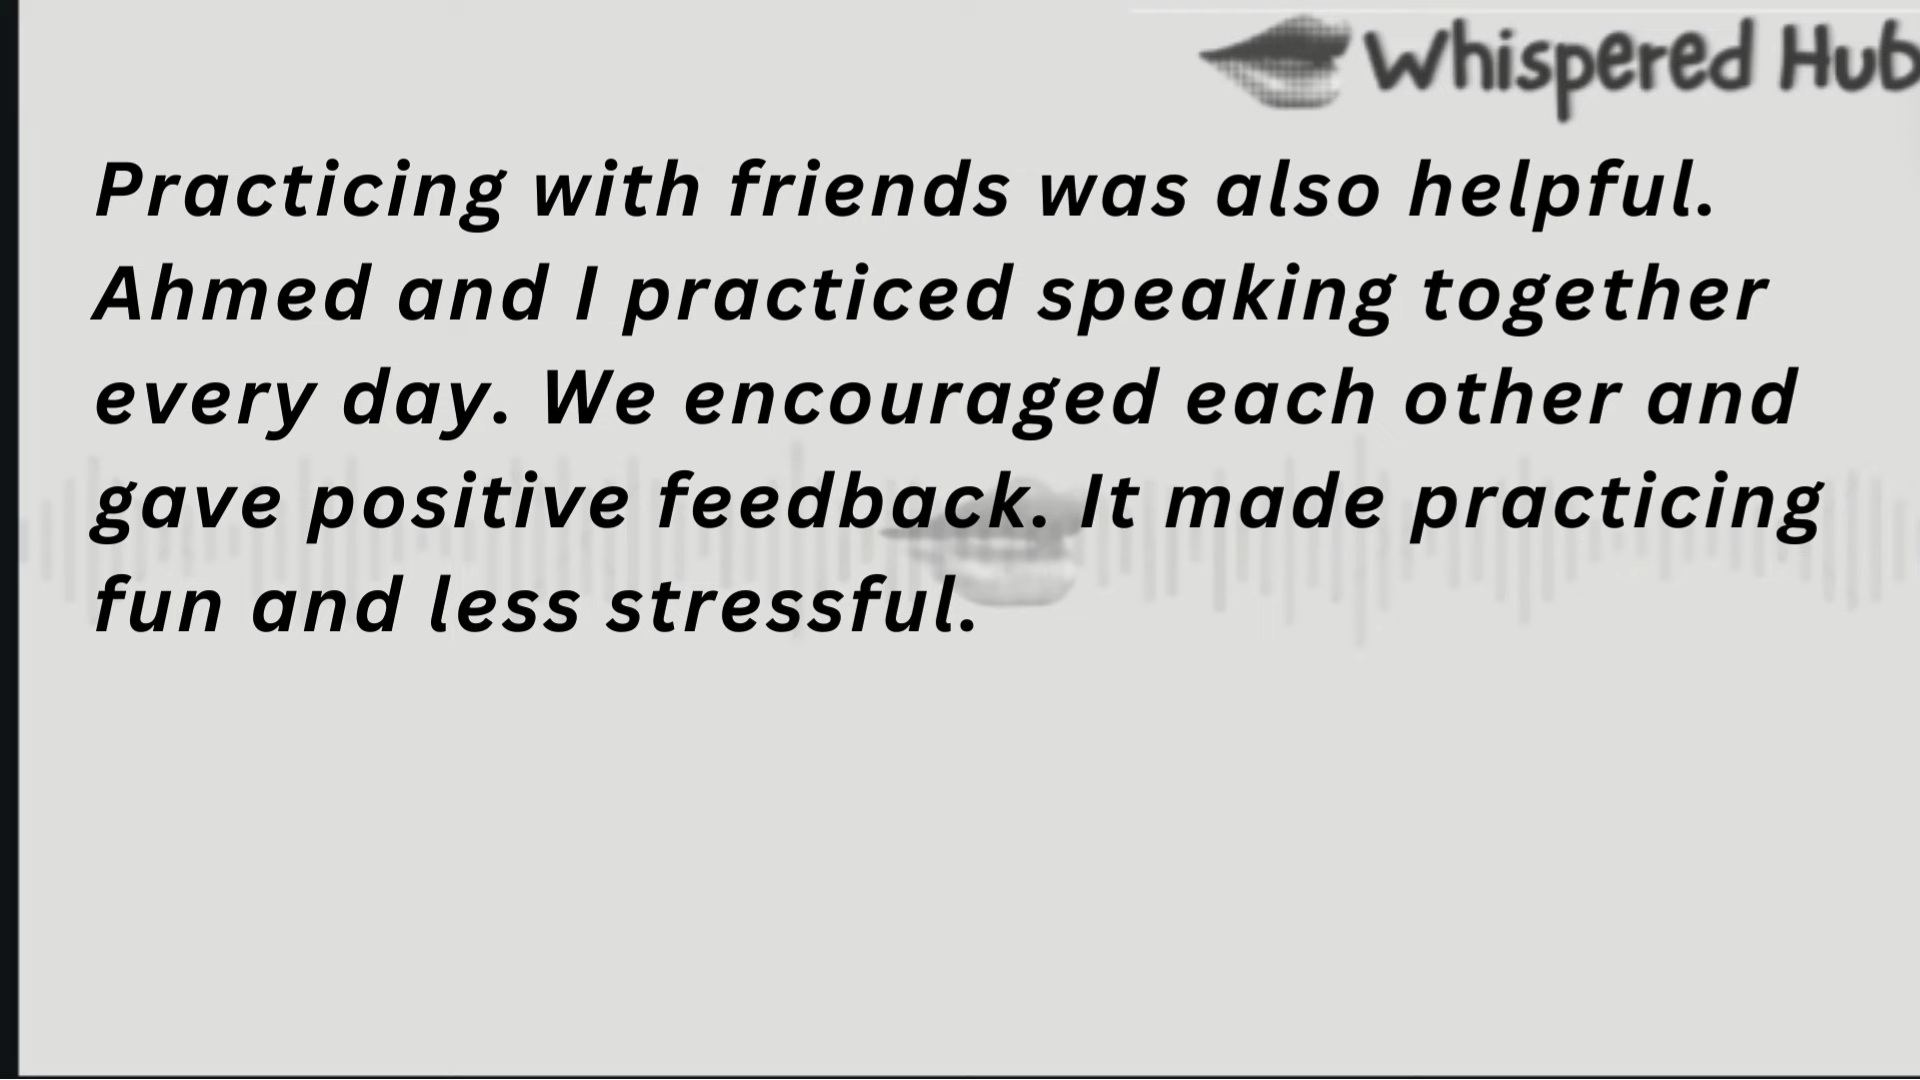 Whispered Hub
Practicing with friends was also helpful.
Ahmed and I practiced speaking together
every day. We encouraged each other and
gave positive feedback. It made practicing
fun and less stressful.